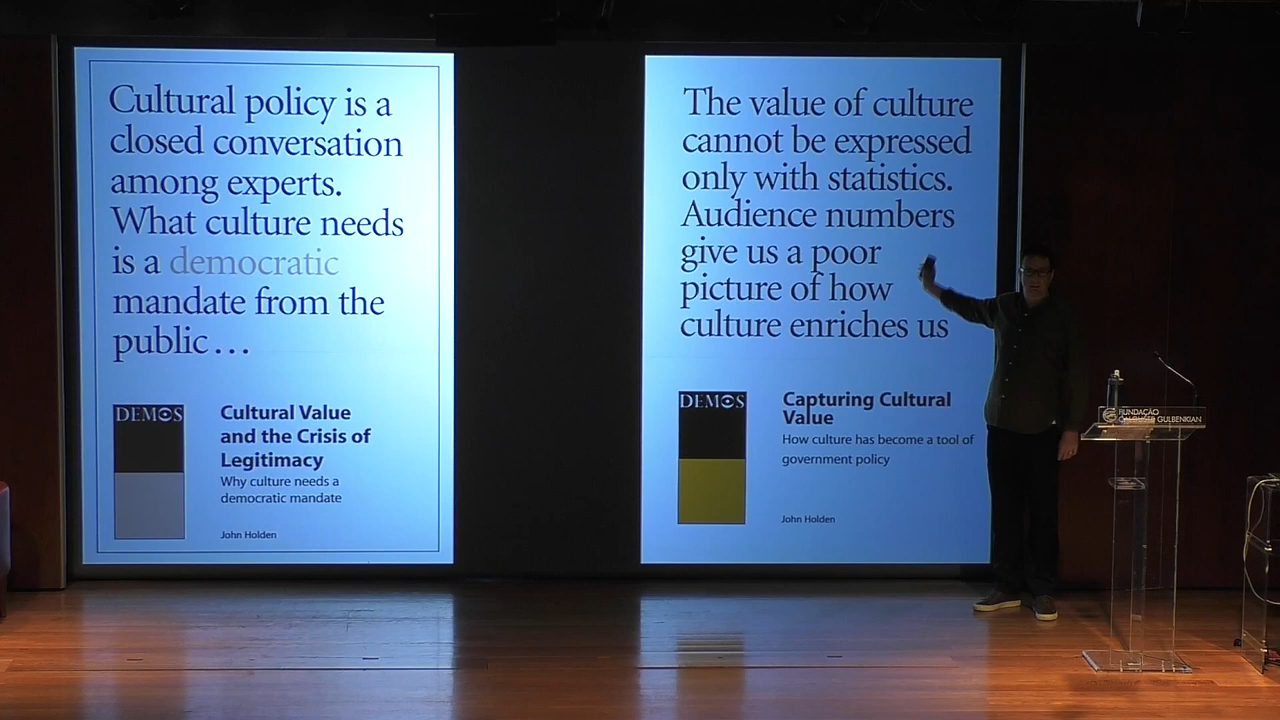 Cultural policy is a
closed conversation
among experts.
What culture needs
is a democratic
mandate from the
public…
DEMOS
Cultural Value
and the Crisis of
Legitimacy
Why culture needs a
democratic mandate
John Holden
The value of culture
cannot be expressed
only with statistics.
Audience numbers
give us a poor
picture of how
culture enriches us
DEMOS
Capturing Cultural
Value
How culture has become a tool of
government policy
John Holden
FUNDAÇÃO
CALOUSTE GULBENKIAN